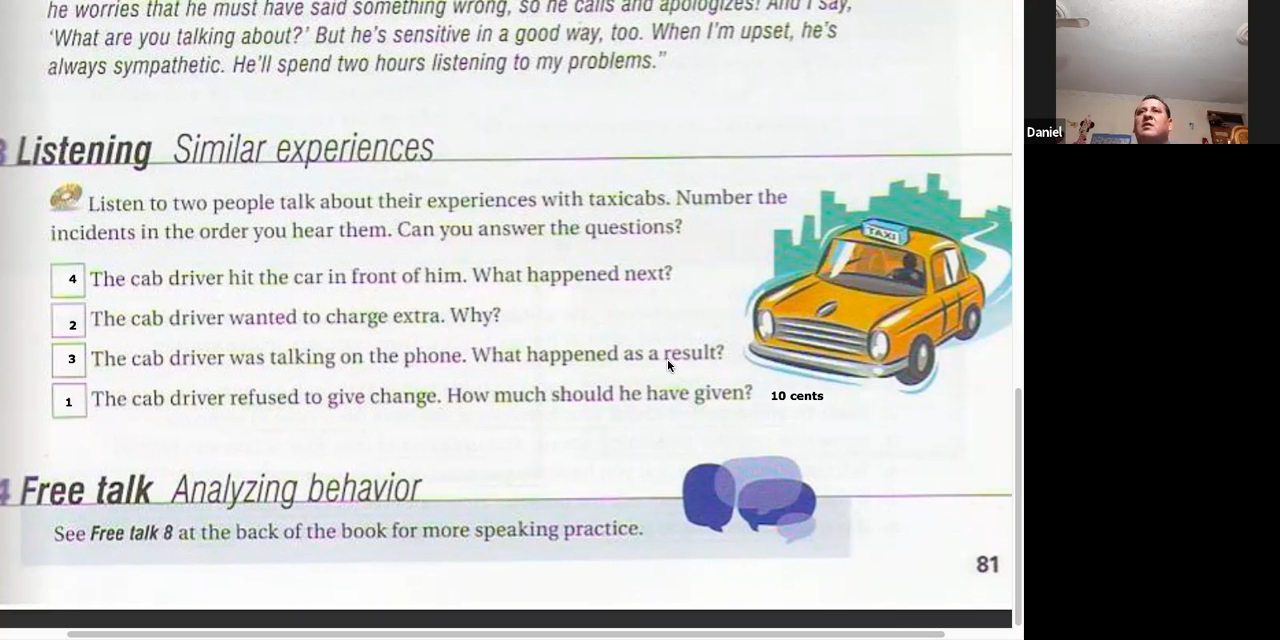 he worries that he must have said something wrong, so he calls and apologizes! And I say,
'What are you talking about?' But he's sensitive in a good way, too. When I'm upset, he's
always sympathetic. He'll spend two hours listening to my problems."
Daniel
3 Listening Similar experiences
Listen to two people talk about their experiences with taxicabs. Number the
incidents in the order you hear them. Can you answer the questions?
TAXI
4 The cab driver hit the car in front of him. What happened next?
2 The cab driver wanted to charge extra. Why?
3 The cab driver was talking on the phone. What happened as a result?
1 The cab driver refused to give change. How much should he have given? 10 cents
4 Free talk Analyzing behavior
See Free talk 8 at the back of the book for more speaking practice.
81